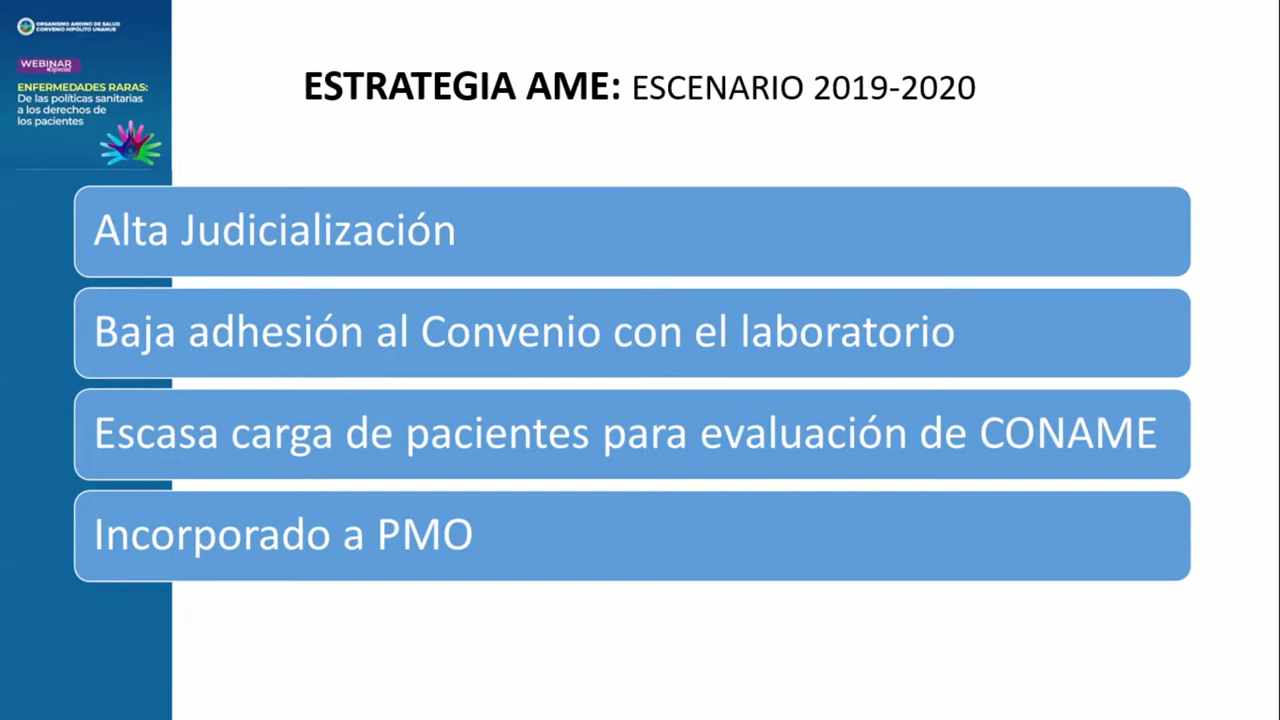 ORGANISMO ANDINO DE SALUD
CONVENIO HIPÓLITO UNANUE
WEBINAR
Especial
ENFERMEDADES RARAS:
De las políticas sanitarias
a los derechos de
los pacientes
ESTRATEGIA AME: ESCENARIO 2019-2020
Alta Judicialización
Baja adhesión al Convenio con el laboratorio
Escasa carga de pacientes para evaluación de CONAME
Incorporado a PMO